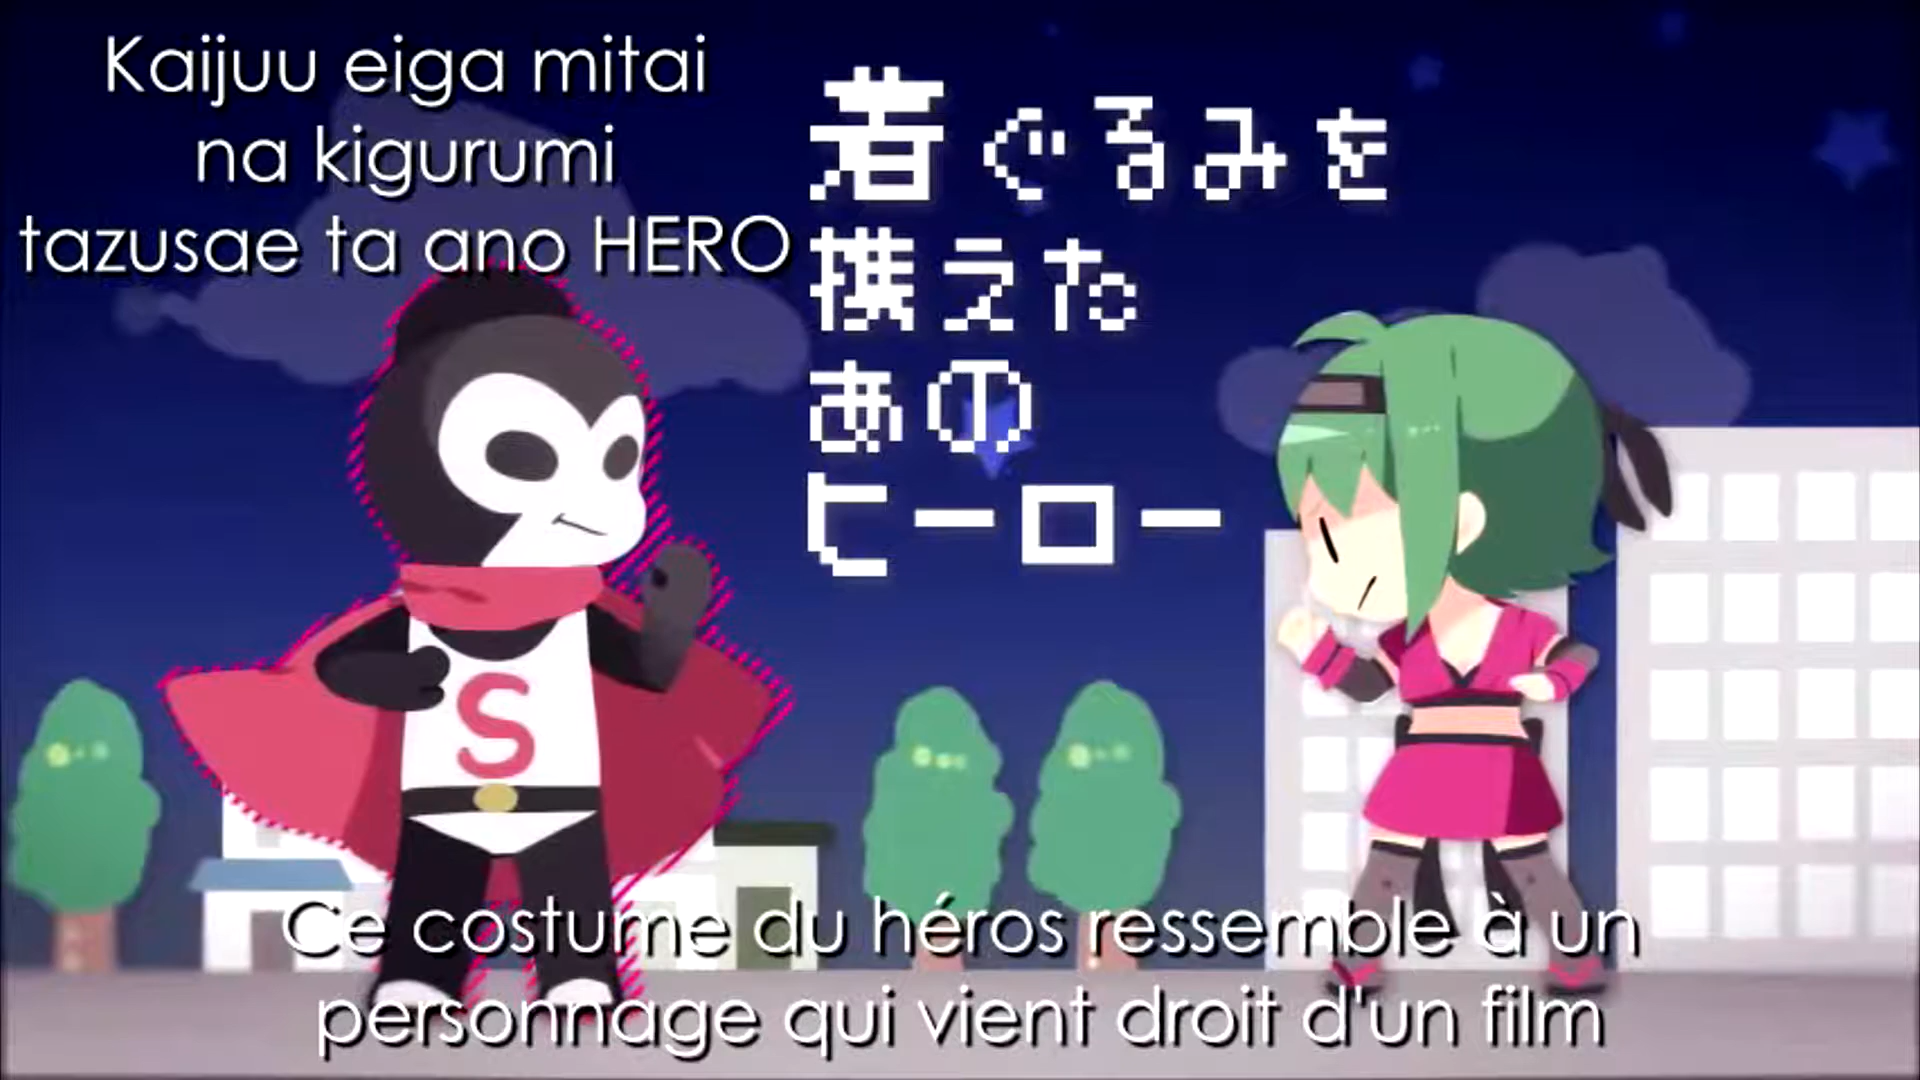 Kaijuu eiga mitai
na kigurumi
tazusae ta ano HERO
着ぐるみを
携えた
あの
ヒーロー
S
Ce costume du héros ressemble à un
personnage qui vient droit d'un film